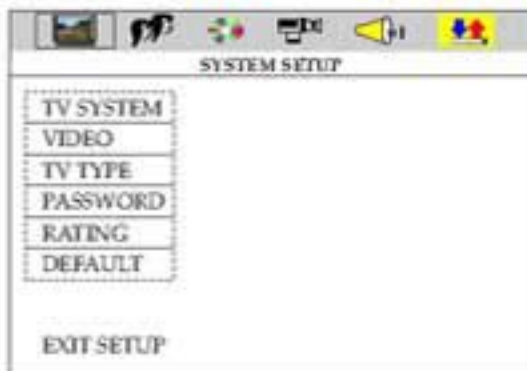 SYSTEM SETUP
TV SYSTEM
VIDEO
TV TYPE
PASSWORD
RATING
DEFAULT
EXIT SETUP